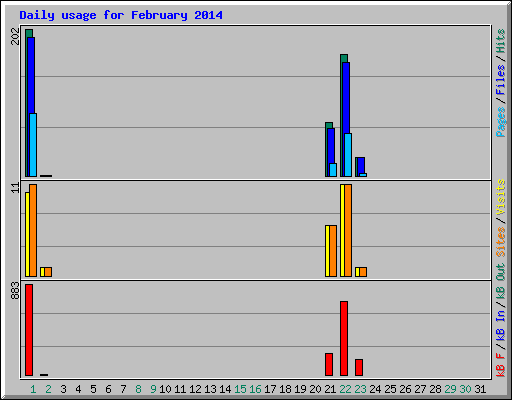 Daily usage for February 2014
202
Pages / Files / Hits
11
Sites / Visits
883
kB F / kB In / kB Out
1 2 3 4 5 6 7 8 9 10 11 12 13 14 15 16 17 18 19 20 21 22 23 24 25 26 27 28 29 30 31